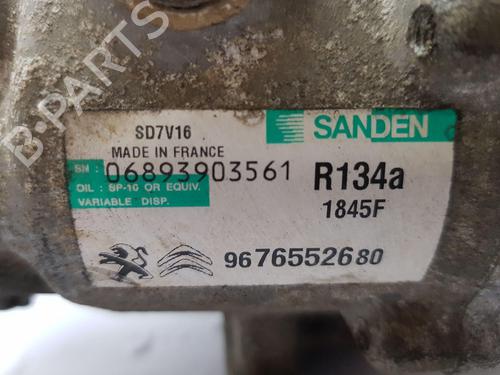 B-PARTS
SD7V16
MADE IN FRANCE
SANDEN
SN : 06893903561
OIL : SP-10 OR EQUIV.
VARIABLE DISP.
R134a
1845F
9676552680